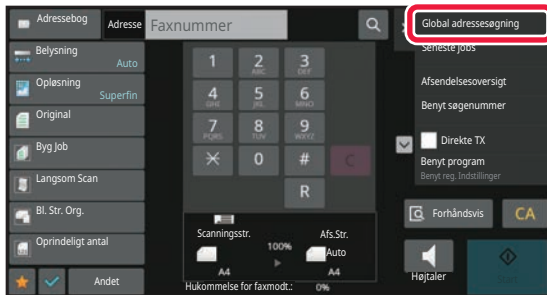 Adressebog
Adresse
Faxnummer
Global adressesøgning
Seneste jobs
Belysning
Auto
Opløsning
Superfin
Original
Byg Job
Langsom Scan
Bl. Str. Org.
Oprindeligt antal
Andet
1
2 ABC
3 DEF
4 GHI
5 JKL
6 MNO
7 PQRS
8 TUV
9 WXYZ
0
#
C
R
Scanningsstr.
100%
Afs.Str.
Auto
A4
A4
Hukommelse for faxmodt.: 0%
Afsendelsesoversigt
Benyt søgenummer
Direkte TX
Benyt program
Benyt reg. Indstillinger
Forhåndsvis
CA
Højtaler
Start